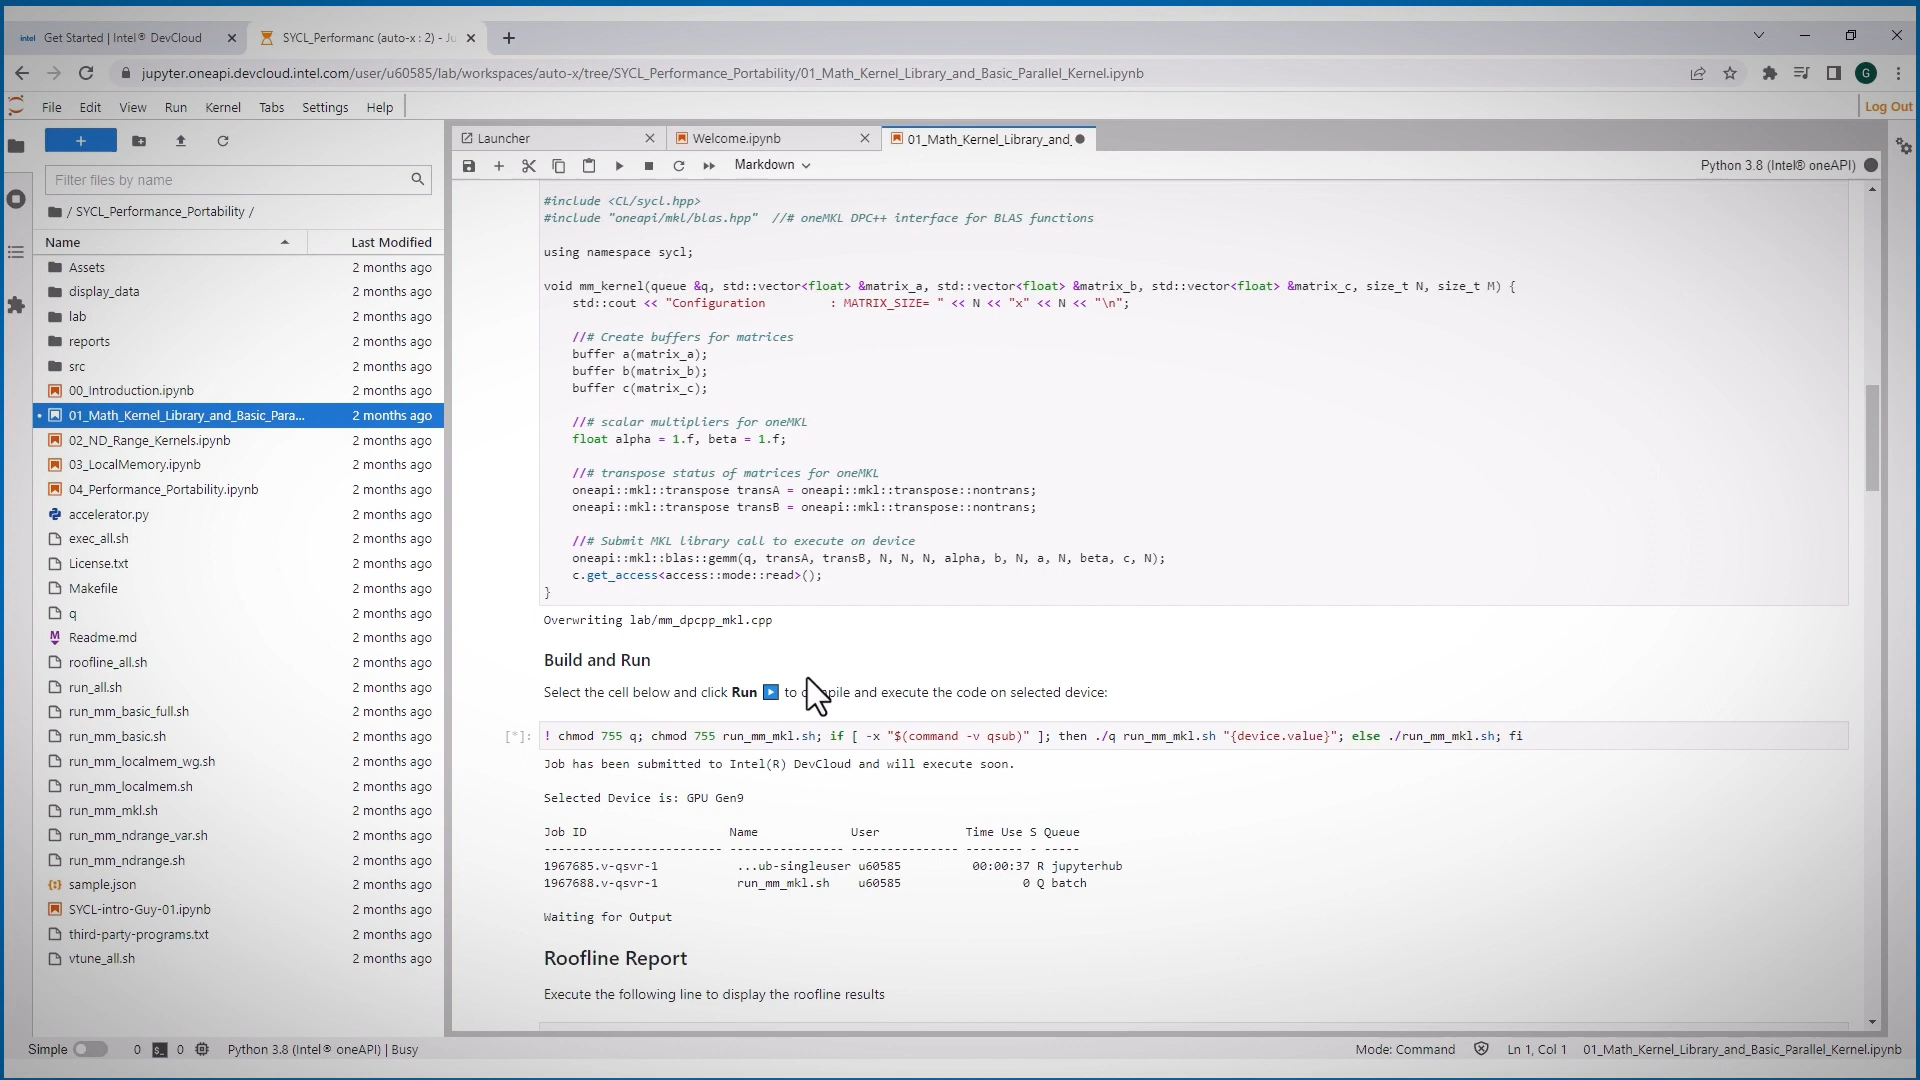 intel Get Started | Intel® DevCloud
SYCL_Performanc (auto-x : 2) - Ju
jupyter.oneapi.devcloud.intel.com/user/u60585/lab/workspaces/auto-x/tree/SYCL_Performance_Portability/01_Math_Kernel_Library_and_Basic_Parallel_Kernel.ipynb
G
File Edit View Run Kernel Tabs Settings Help
Log Out
Filter files by name
/ SYCL_Performance_Portability /
Name Last Modified
Assets 2 months ago
display_data 2 months ago
lab 2 months ago
reports 2 months ago
src 2 months ago
00_Introduction.ipynb 2 months ago
01_Math_Kernel_Library_and_Basic_Para... 2 months ago
02_ND_Range_Kernels.ipynb 2 months ago
03_LocalMemory.ipynb 2 months ago
04_Performance_Portability.ipynb 2 months ago
accelerator.py 2 months ago
exec_all.sh 2 months ago
License.txt 2 months ago
Makefile 2 months ago
q 2 months ago
Readme.md 2 months ago
roofline_all.sh 2 months ago
run_all.sh 2 months ago
run_mm_basic_full.sh 2 months ago
run_mm_basic.sh 2 months ago
run_mm_localmem_wg.sh 2 months ago
run_mm_localmem.sh 2 months ago
run_mm_mkl.sh 2 months ago
run_mm_ndrange_var.sh 2 months ago
run_mm_ndrange.sh 2 months ago
sample.json 2 months ago
SYCL-intro-Guy-01.ipynb 2 months ago
third-party-programs.txt 2 months ago
vtune_all.sh 2 months ago
Launcher
Welcome.ipynb
01_Math_Kernel_Library_and_
Markdown
Python 3.8 (Intel® oneAPI)
#include <CL/sycl.hpp>
#include "oneapi/mkl/blas.hpp" //# oneMKL DPC++ interface for BLAS functions
using namespace sycl;
void mm_kernel(queue &q, std::vector<float> &matrix_a, std::vector<float> &matrix_b, std::vector<float> &matrix_c, size_t N, size_t M) {
std::cout << "Configuration         : MATRIX_SIZE= " << N << "x" << N << "\n";
//# Create buffers for matrices
buffer a(matrix_a);
buffer b(matrix_b);
buffer c(matrix_c);
//# scalar multipliers for oneMKL
float alpha = 1.f, beta = 1.f;
//# transpose status of matrices for oneMKL
oneapi::mkl::transpose transA = oneapi::mkl::transpose::nontrans;
oneapi::mkl::transpose transB = oneapi::mkl::transpose::nontrans;
//# Submit MKL library call to execute on device
oneapi::mkl::blas::gemm(q, transA, transB, N, N, N, alpha, b, N, a, N, beta, c, N);
c.get_access<access::mode::read>();
}
Overwriting lab/mm_dpcpp_mkl.cpp
Build and Run
Select the cell below and click Run to and execute the code on selected device:
[*]: ! chmod 755 q; chmod 755 run_mm_mkl.sh; if [ -x "$(command -v qsub)" ]; then ./q run_mm_mkl.sh "{device.value}"; else ./run_mm_mkl.sh; fi
Job has been submitted to Intel(R) DevCloud and will execute soon.
Selected Device is: GPU Gen9
Job ID Name User Time Use S Queue
------------------------- ---------------- --------------- -------- - -----
1967685.v-qsvr-1 ...ub-singleuser u60585 00:00:37 R jupyterhub
1967688.v-qsvr-1 run_mm_mkl.sh u60585 0 Q batch
Waiting for Output
Roofline Report
Execute the following line to display the roofline results
Simple 0 0 Python 3.8 (Intel® oneAPI) | Busy
Mode: Command Ln 1, Col 1 01_Math_Kernel_Library_and_Basic_Parallel_Kernel.ipynb